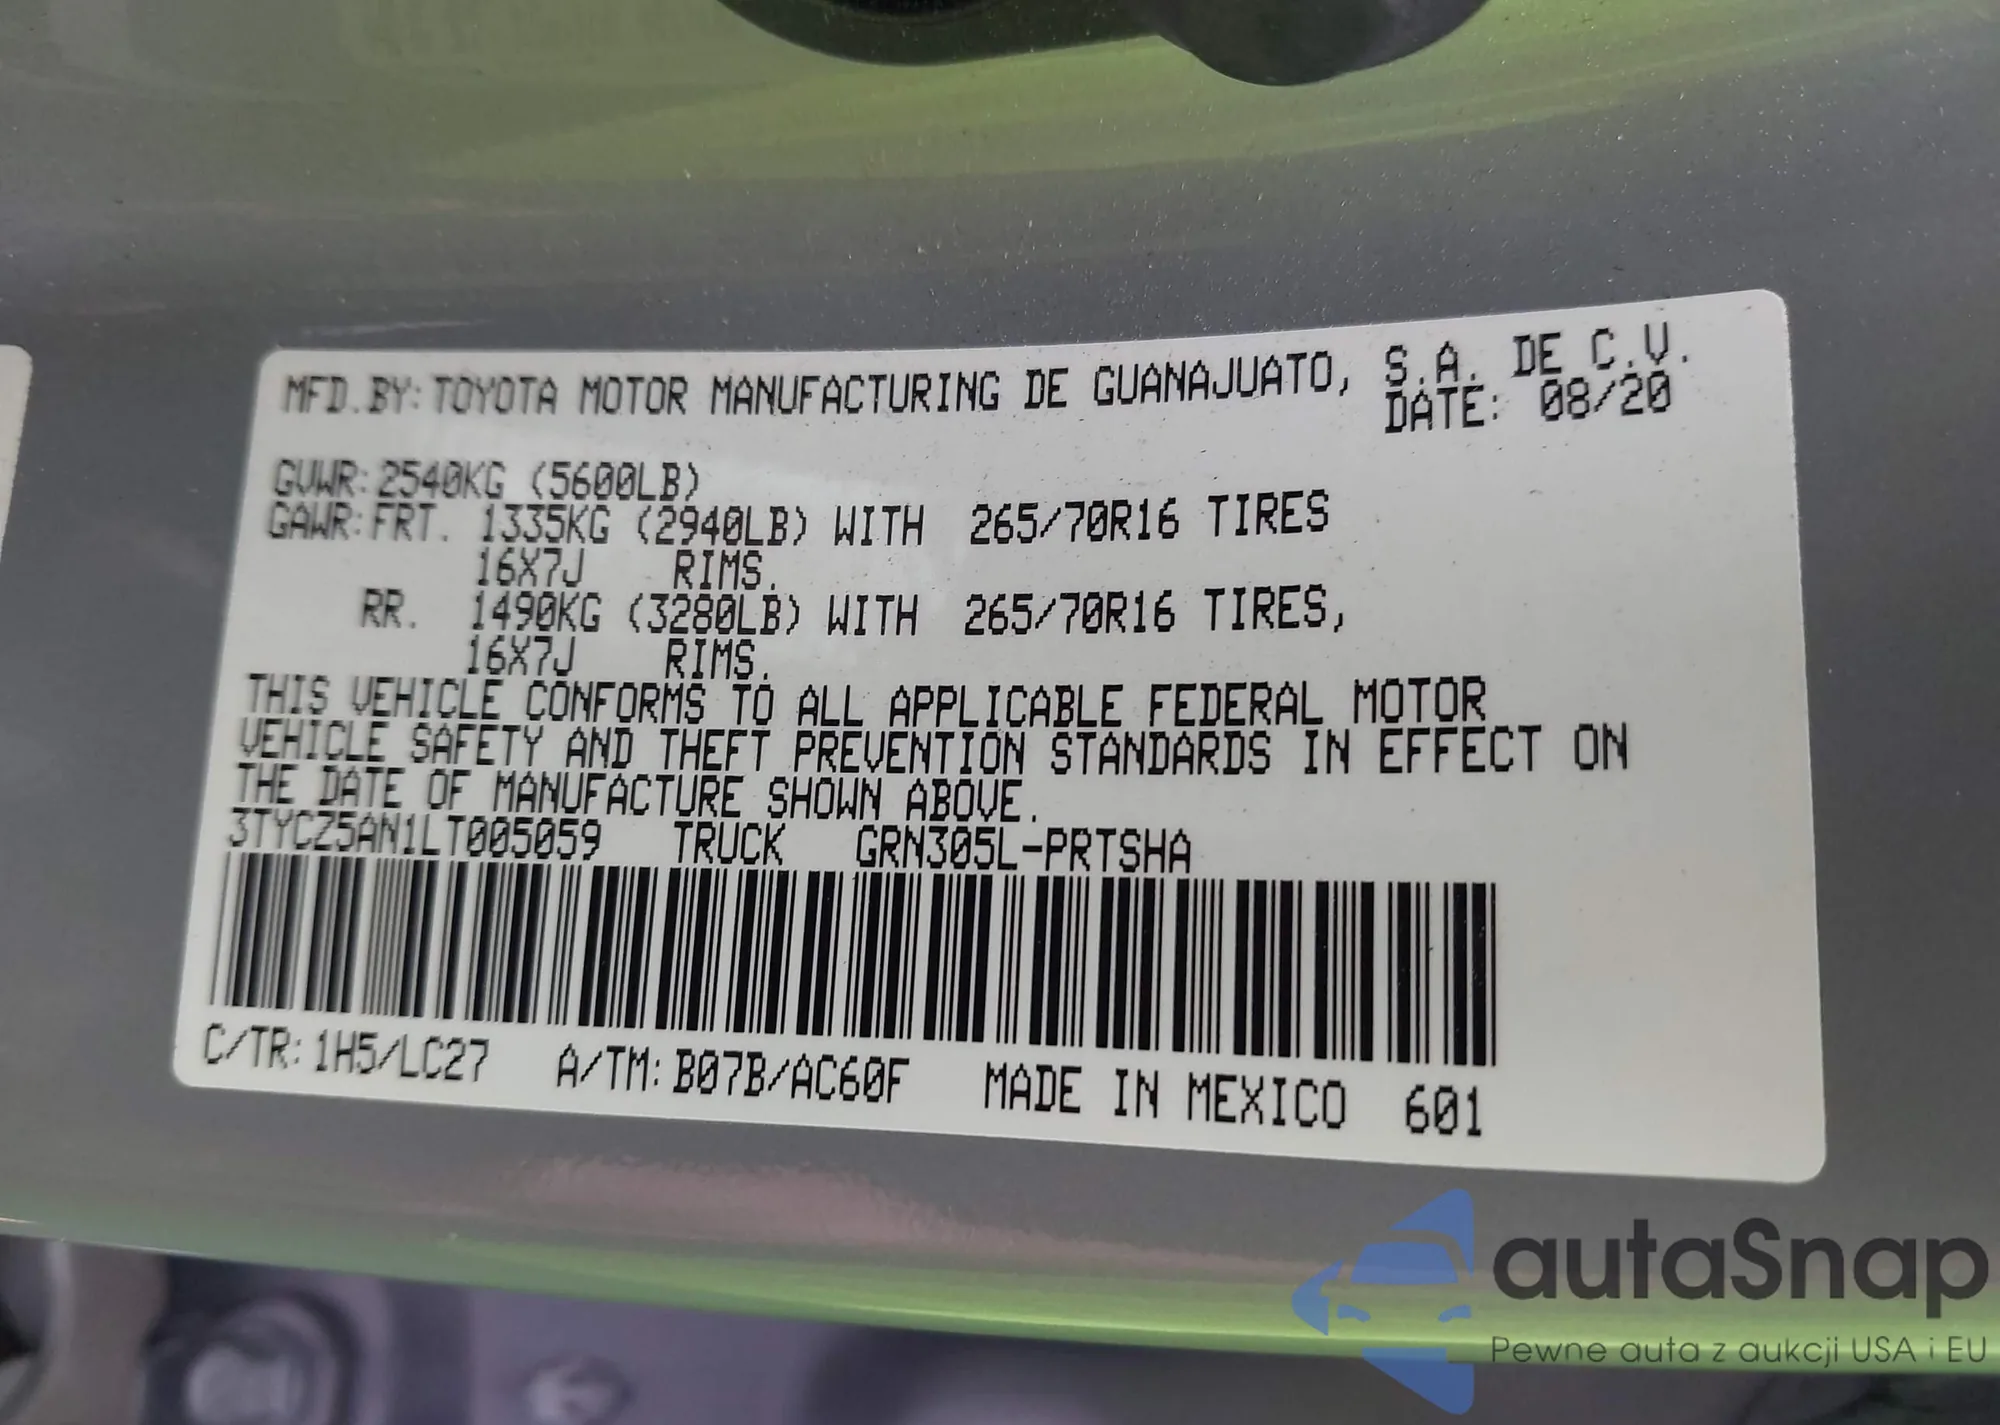 MFD.BY:TOYOTA MOTOR MANUFACTURING DE GUANAJUATO, S.A. DE C.V.
DATE: 08/20
GVWR:2540KG (5600LB)
GAWR:FRT. 1335KG (2940LB) WITH 265/70R16 TIRES
16X7J RIMS.
RR. 1490KG (3280LB) WITH 265/70R16 TIRES,
16X7J RIMS.
THIS VEHICLE CONFORMS TO ALL APPLICABLE FEDERAL MOTOR
VEHICLE SAFETY AND THEFT PREVENTION STANDARDS IN EFFECT ON
THE DATE OF MANUFACTURE SHOWN ABOVE.
3TYCZ5AN1LT005059 TRUCK GRN305L-PRTSHA
C/TR:1H5/LC27 A/TM:B07B/AC60F MADE IN MEXICO 601
autaSnap
Pewne auta z aukcji USA i EU